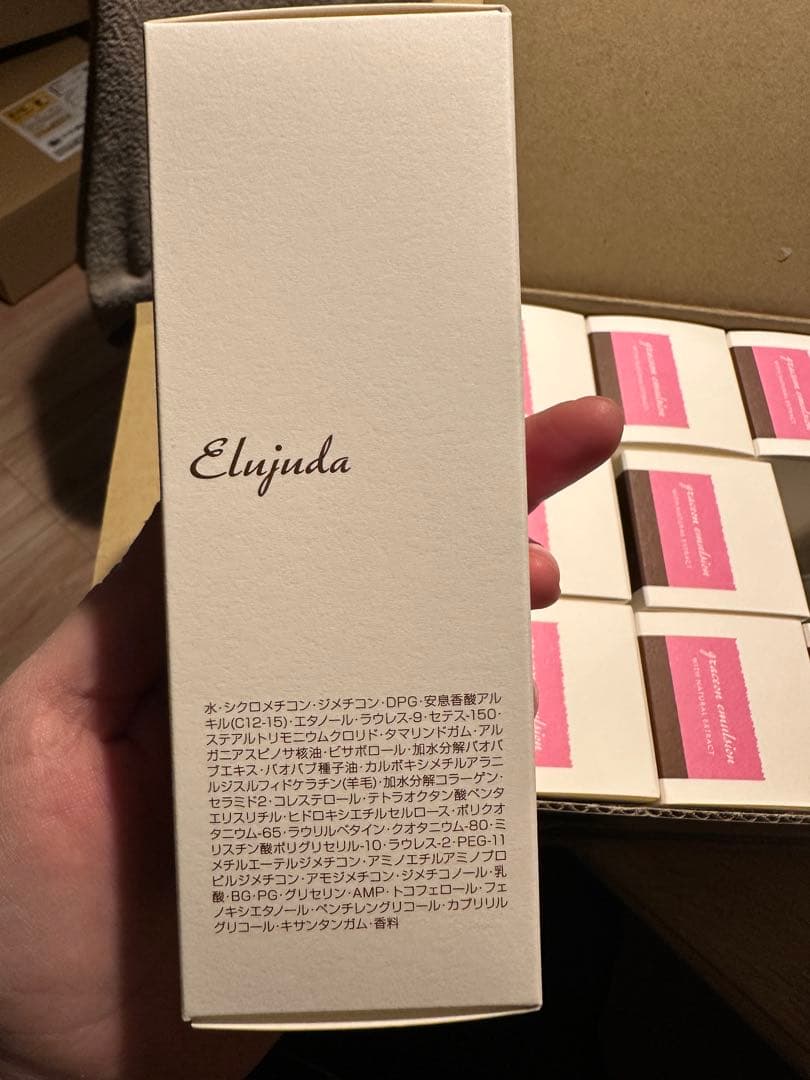 Elujuda
水・シクロメチコン・ジメチコン・DPG・安息香酸アル
キル(C12-15)・エタノール・ラウレス-9・セテス-150・
ステアルトリモニウムクロリド・タマリンドガム・アル
ガニアスピノサ核油・ビサボロール・加水分解バオバ
ブエキス・バオバブ種子油・カルボキシメチルアラニ
ルジスルフィドケラチン(羊毛)・加水分解コラーゲン・
セラミド2・コレステロール・テトラオクタン酸ペンタ
エリスリチル・ヒドロキシエチルセルロース・ポリクオ
タニウム-65・ラウリルベタイン・クオタニウム-80・ミ
リスチン酸ポリグリセリル-10・ラウレス-2・PEG-11
メチルエーテルジメチコン・アミノエチルアミノプロ
ピルジメチコン・アモジメチコン・ジメチコノール・乳
酸・BG・PG・グリセリン・AMP・トコフェロール・フェ
ノキシエタノール・ペンチレングリコール・カプリリル
グリコール・キサンタンガム・香料
graceon emulsion
graceon emulsion
WITH NATURAL EXTRACT
graceon emulsion
WITH NATURAL EXTRACT